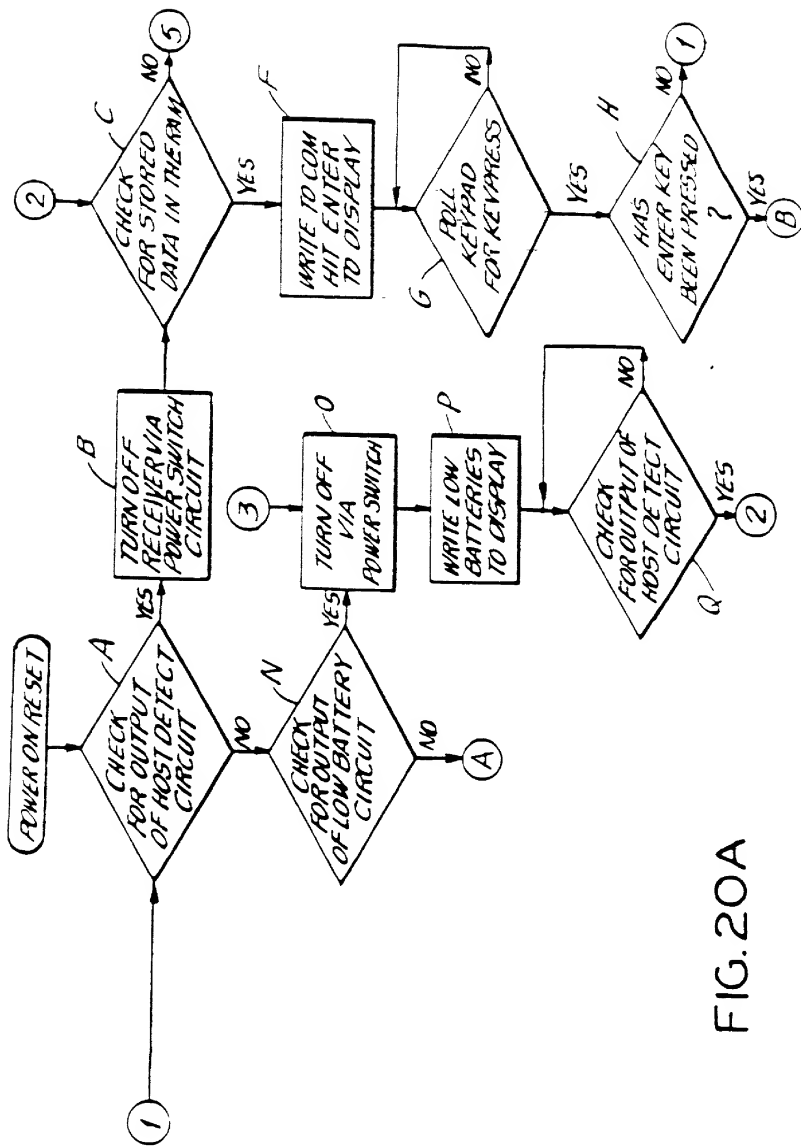 POWER ON RESET
1
A
CHECK
FOR OUTPUT
OF HOST DETECT
CIRCUIT
YES
NO
B
TURN OFF
RECEIVER VIA
POWER SWITCH
CIRCUIT
2
C
CHECK
FOR STORED
DATA IN THE RAM
NO
5
YES
F
WRITE TO COM
HIT ENTER
TO DISPLAY
G
POLL
KEYPAD
FOR KEYPRESS
NO
YES
H
HAS
ENTER KEY
BEEN PRESSED
?
NO
1
YES
B
N
CHECK
FOR OUTPUT
OF LOW BATTERY
CIRCUIT
YES
NO
A
3
O
TURN OFF
VIA
POWER SWITCH
P
WRITE LOW
BATTERIES
TO DISPLAY
CHECK
FOR OUTPUT OF
HOST DETECT
CIRCUIT
Q
NO
YES
2
FIG. 20A